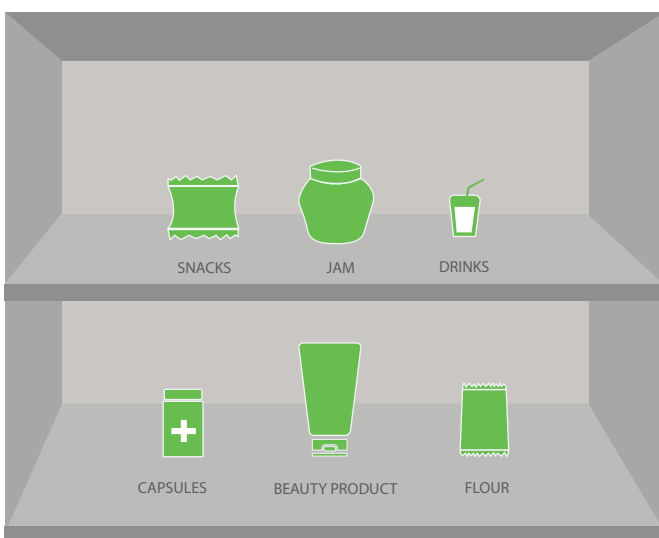 SNACKS
JAM
DRINKS
CAPSULES
BEAUTY PRODUCT
FLOUR